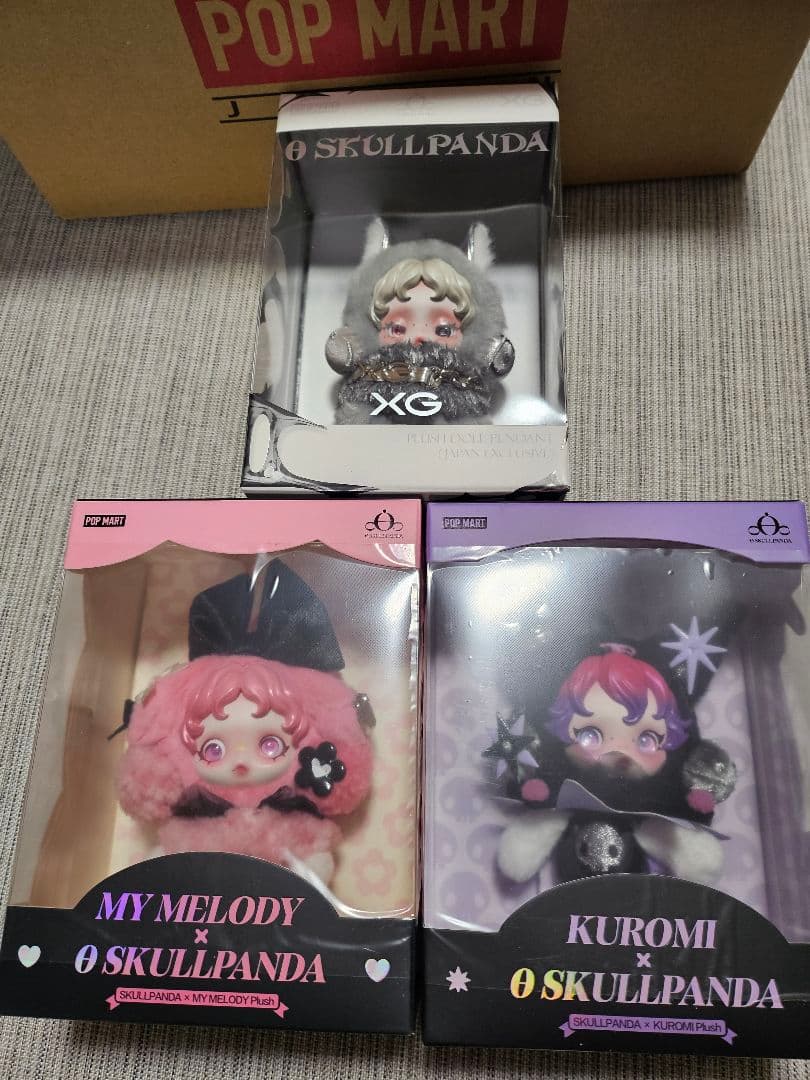 POP MART
J
θ SKULLPANDA
XG
PLUSH DOLL PENDANT
(JAPAN EXCLUSIVE)
POP MART
θ SKULLPANDA
MY MELODY
×
θ SKULLPANDA
SKULLPANDA × MY MELODY Plush
POP MART
θ SKULLPANDA
KUROMI
×
θ SKULLPANDA
SKULLPANDA × KUROMI Plush